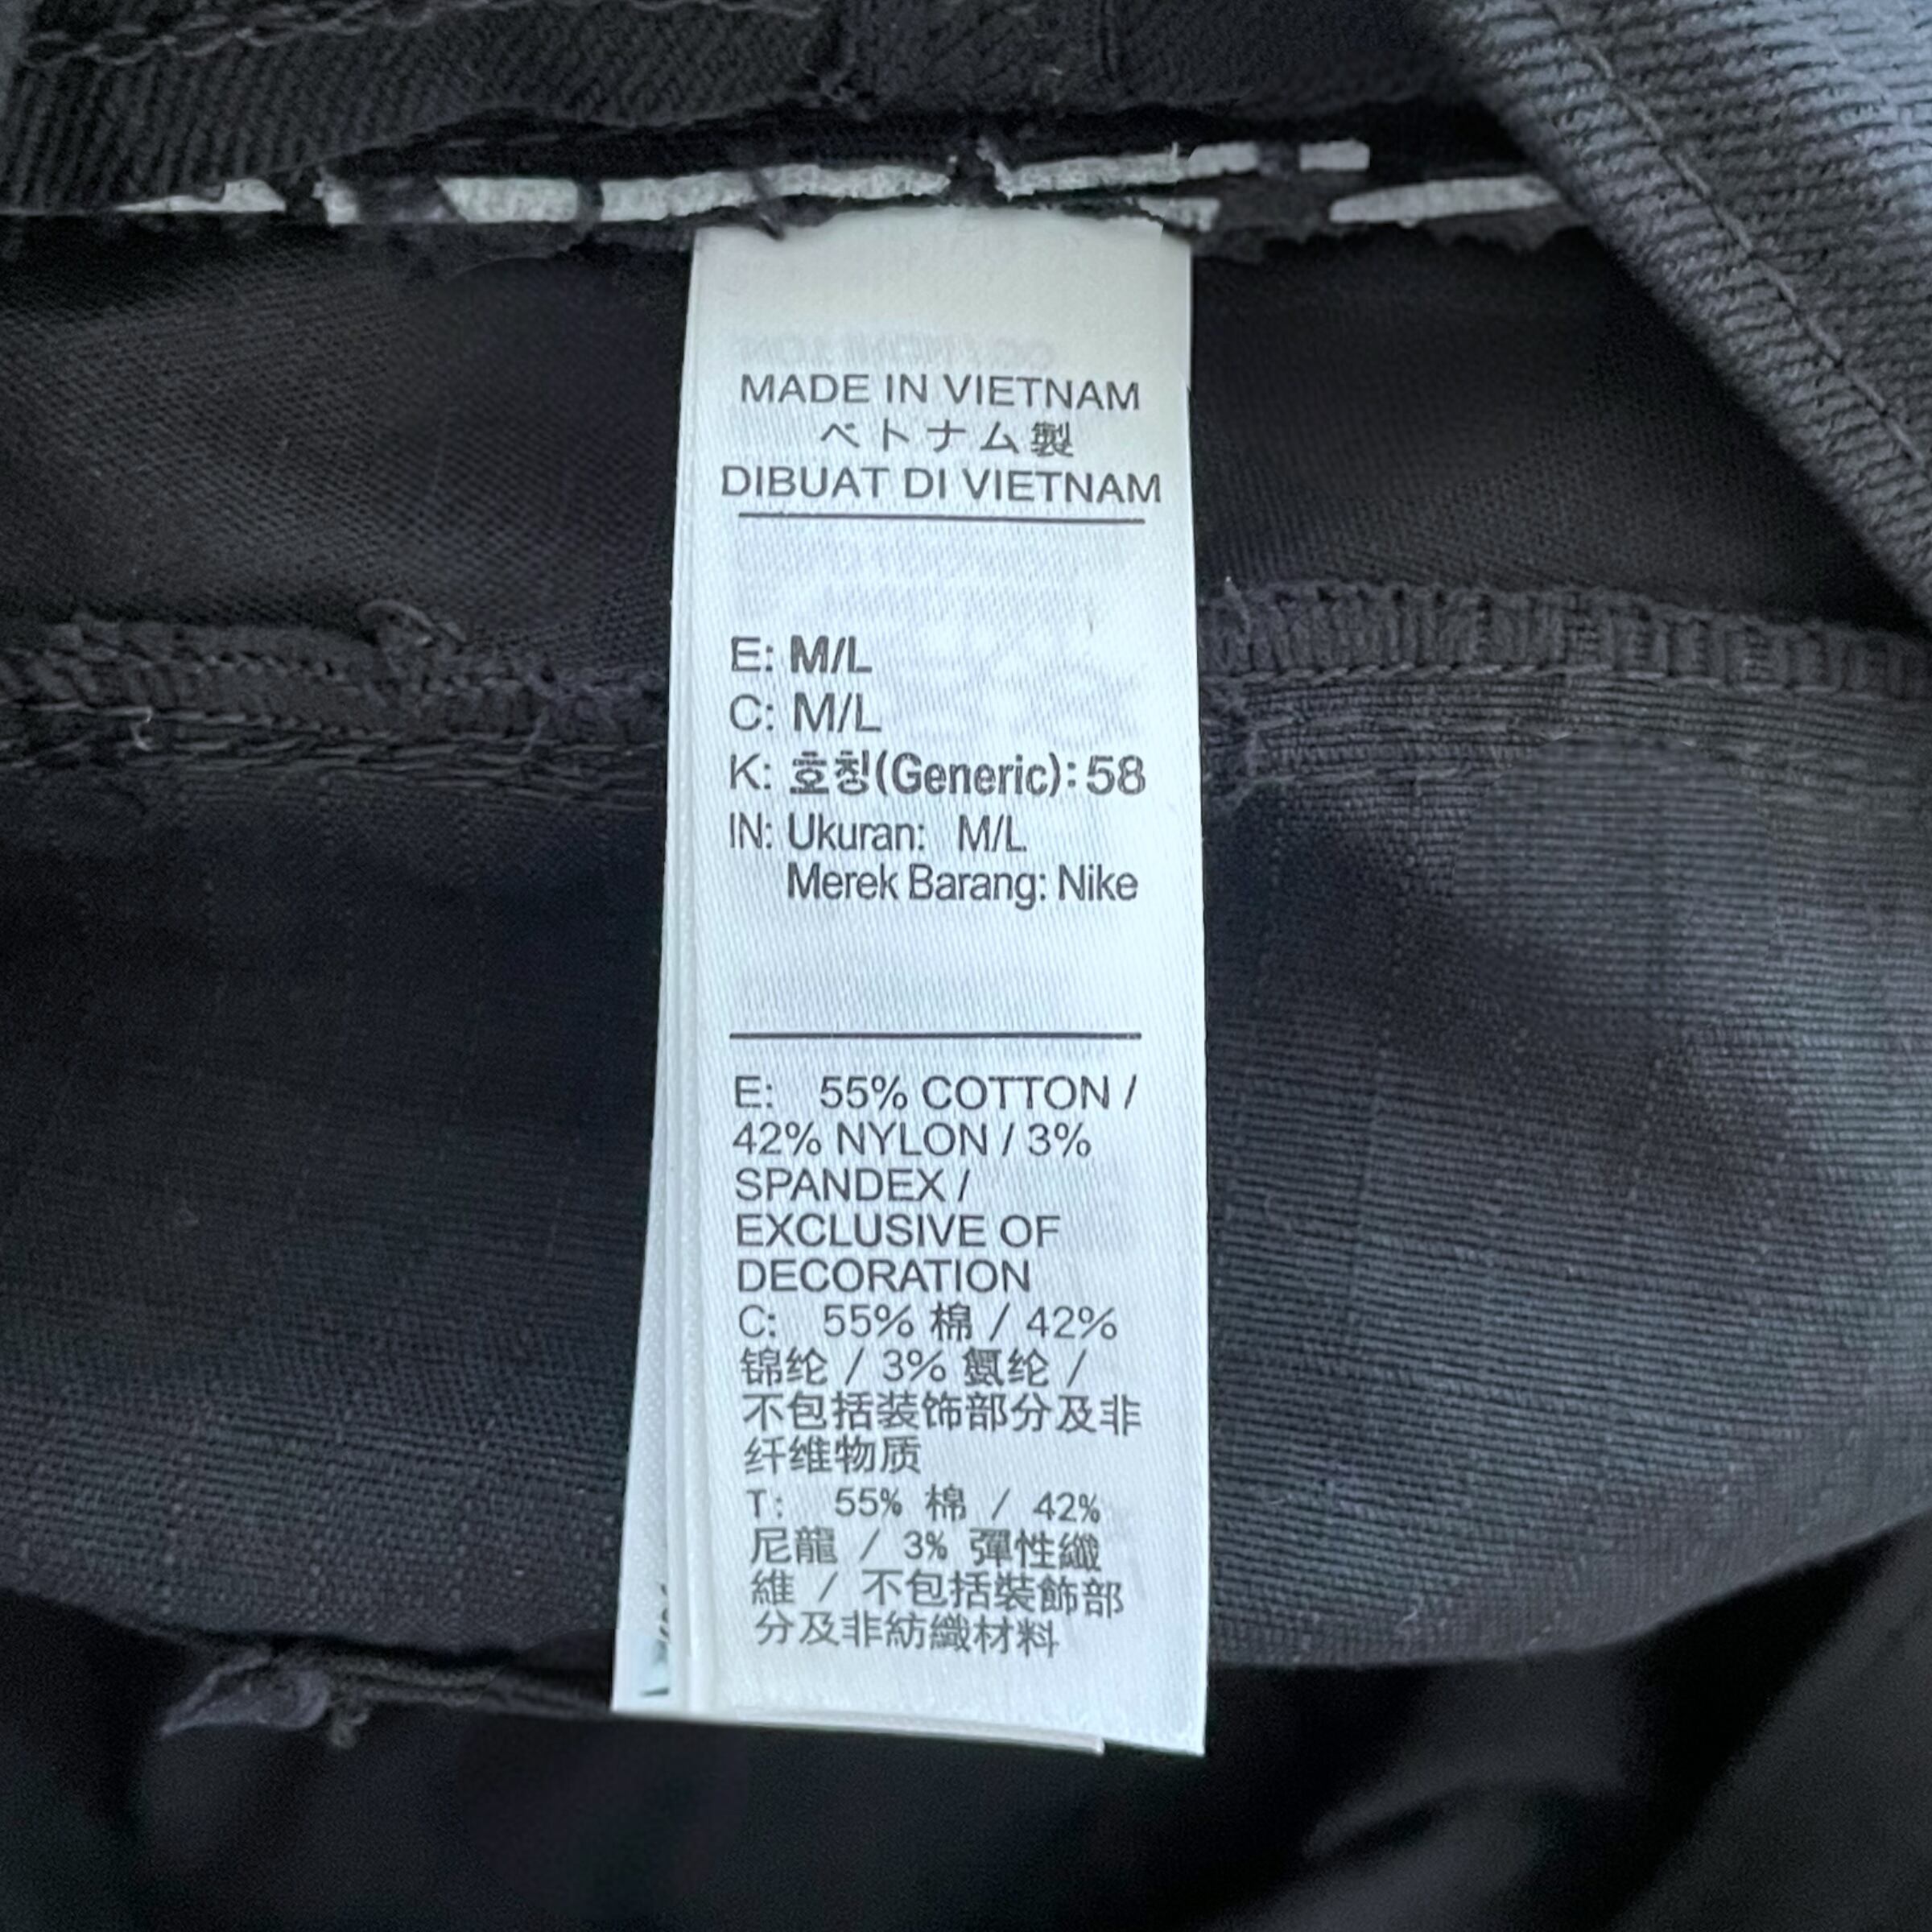 MADE IN VIETNAM
ベトナム製
DIBUAT DI VIETNAM
E: M/L
C: M/L
K: 호칭(Generic): 58
IN: Ukuran: M/L
Merek Barang: Nike
E: 55% COTTON /
42% NYLON / 3%
SPANDEX /
EXCLUSIVE OF
DECORATION
C: 55% 棉 / 42%
锦纶 / 3% 氨纶 /
不包括装饰部分及非
纤维物质
T: 55% 棉 / 42%
尼龍 / 3% 彈性纖
維 / 不包括裝飾部
分及非紡織材料